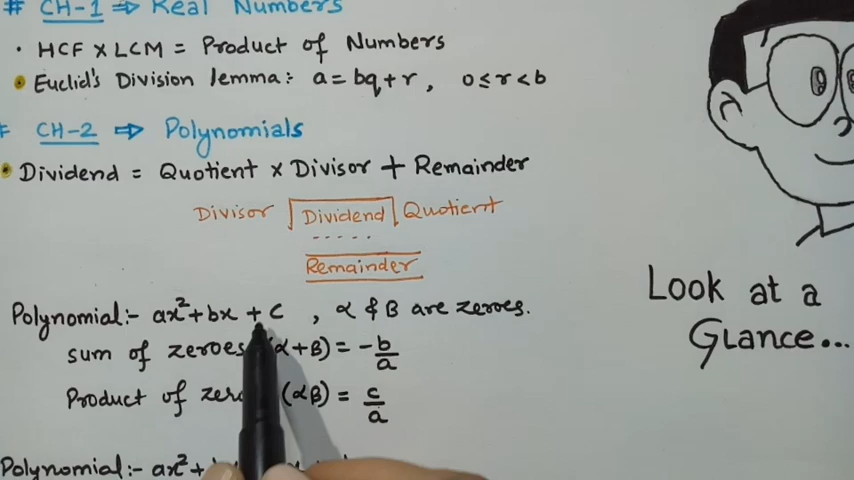 # CH-1 ⇒ Real Numbers
• HCF × LCM = Product of Numbers
• Euclid's Division lemma:- a = bq + r, 0 ≤ r < b
# CH-2 ⇒ Polynomials
• Dividend = Quotient × Divisor + Remainder
Divisor Dividend Quotient
.....
Remainder
Polynomial:- ax² + bx + c , α & β are zeroes.
sum of zeroes (α + β) = -b/a
Product of (αβ) = c/a
Polynomial:- ax² +
Look at a
Glance...